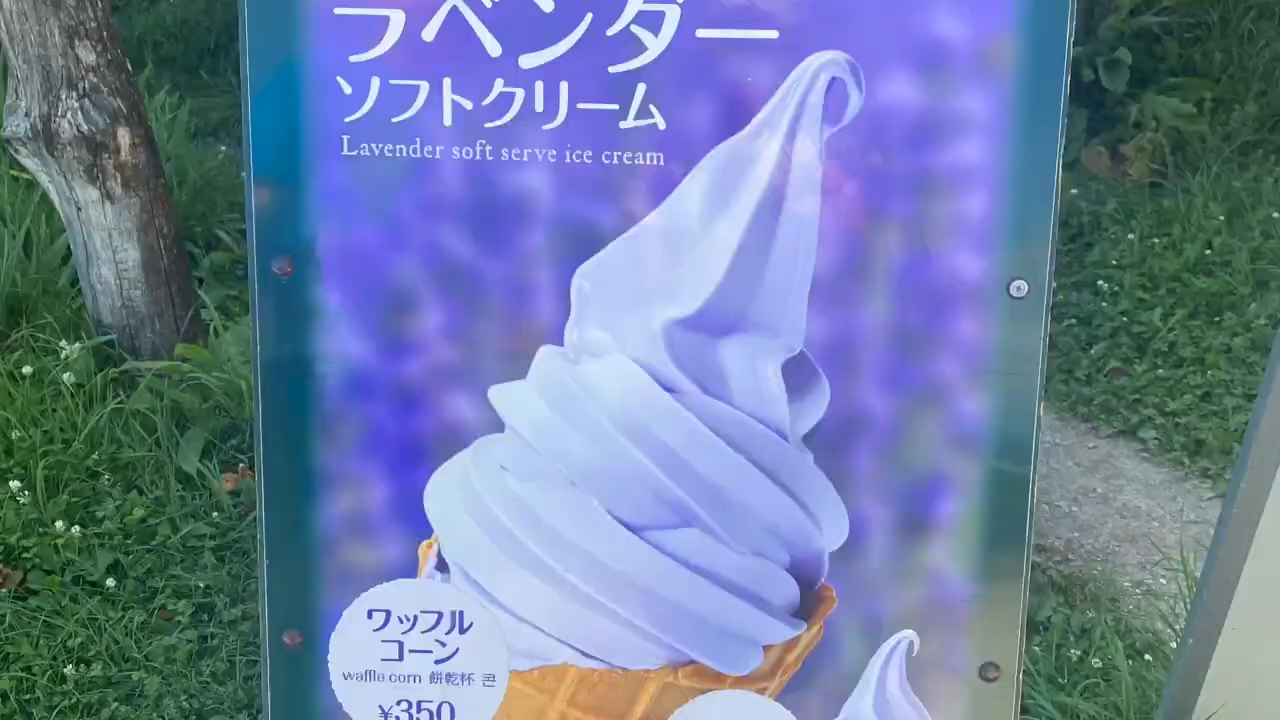 ラベンダー
ソフトクリーム
Lavender soft serve ice cream
ワッフル
コーン
waffle corn 餅乾杯 콘
¥350